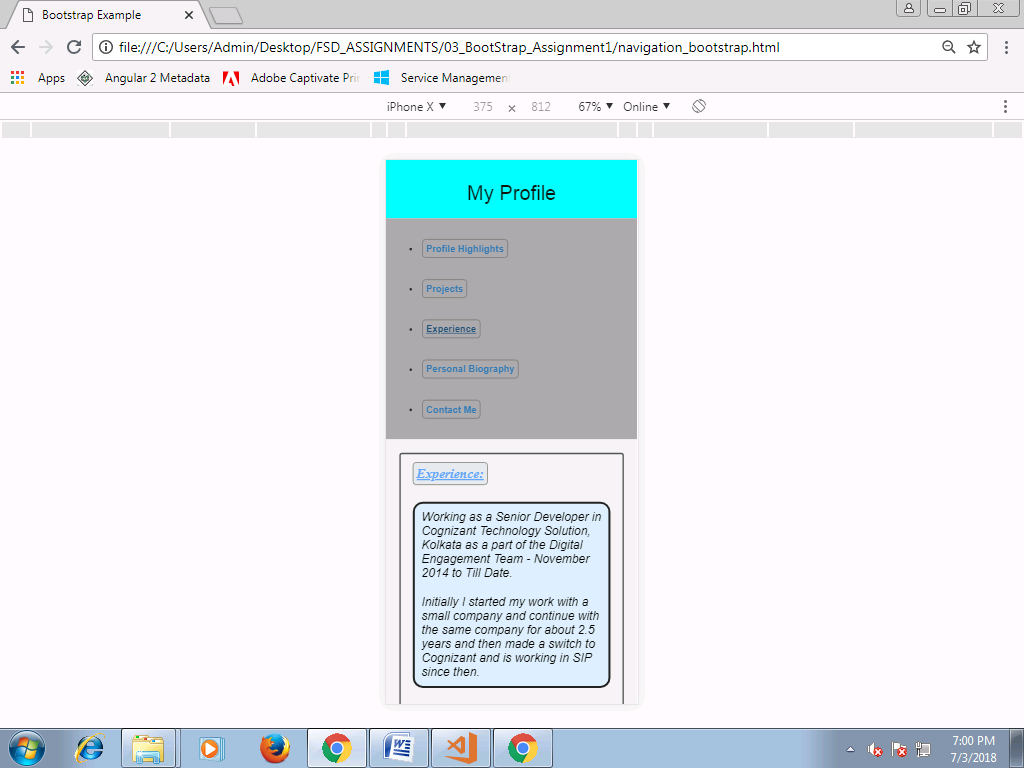 Bootstrap Example
file:///C:/Users/Admin/Desktop/FSD_ASSIGNMENTS/03_BootStrap_Assignment1/navigation_bootstrap.html
Apps Angular 2 Metadata Adobe Captivate Pri Service Managemen
iPhone X ▼ 375 x 812 67% ▼ Online ▼
My Profile
• Profile Highlights
• Projects
• Experience
• Personal Biography
• Contact Me
Experience:
Working as a Senior Developer in
Cognizant Technology Solution,
Kolkata as a part of the Digital
Engagement Team - November
2014 to Till Date.
Initially I started my work with a
small company and continue with
the same company for about 2.5
years and then made a switch to
Cognizant and is working in SIP
since then.
7:00 PM
7/3/2018